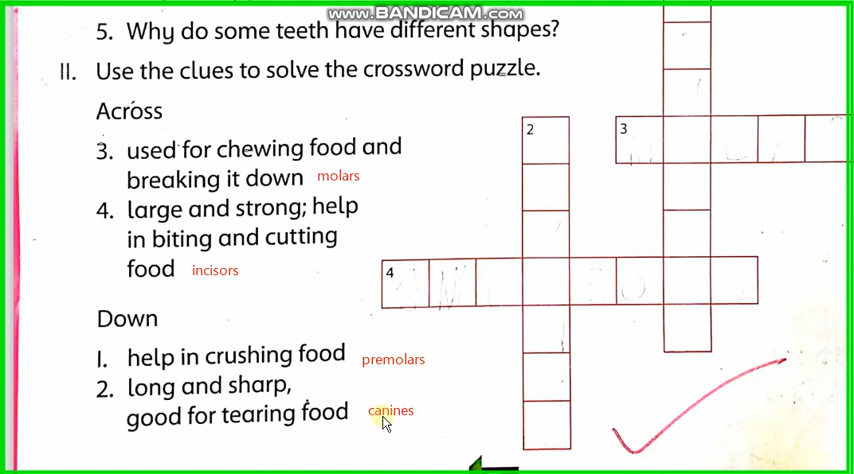 www.BANDICAM.com
5. Why do some teeth have different shapes?
II. Use the clues to solve the crossword puzzle.
Across
3. used for chewing food and
breaking it down molars
4. large and strong; help
in biting and cutting
food incisors
Down
1. help in crushing food premolars
2. long and sharp,
good for tearing food canines
2
3
4